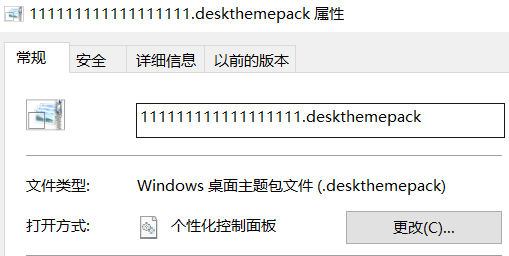 111111111111111111.deskthemepack 属性
常规
安全
详细信息
以前的版本
111111111111111111.deskthemepack
文件类型: Windows 桌面主题包文件 (.deskthemepack)
打开方式: 个性化控制面板 更改(C)...